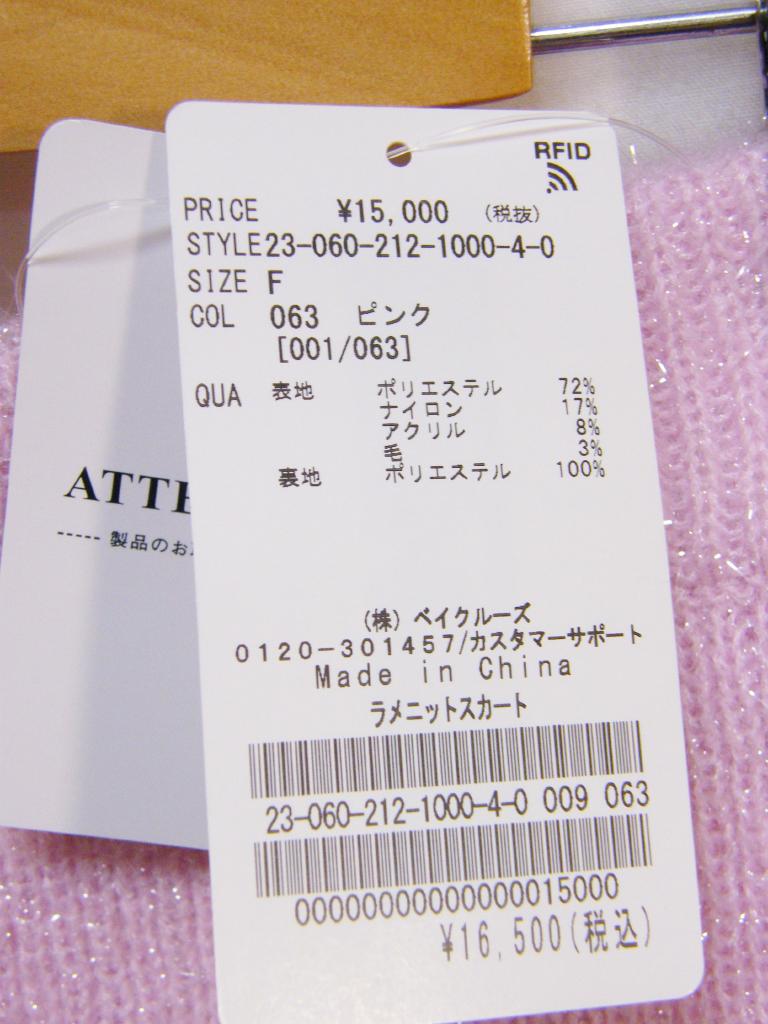 RFID
PRICE ¥15,000 (税抜)
STYLE23-060-212-1000-4-0
SIZE F
COL 063 ピンク
[001/063]
QUA 表地 ポリエステル 72%
ナイロン 17%
アクリル 8%
毛 3%
裏地 ポリエステル 100%
(株) ベイクルーズ
0120-301457/カスタマーサポート
Made in China
ラメニットスカート
23-060-212-1000-4-0 009 063
00000000000000015000
¥16,500(税込)
ATTE
----- 製品のお